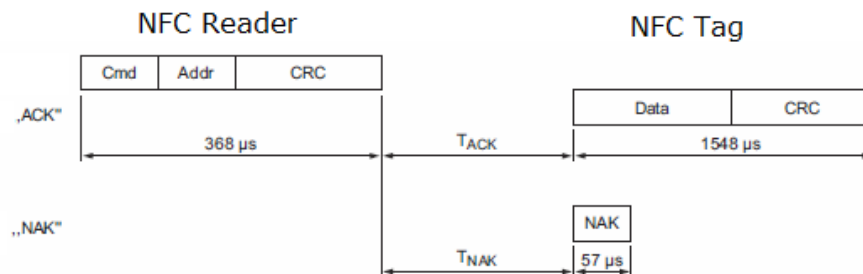 NFC Reader
NFC Tag
Cmd Addr CRC
‚ACK‟
Data CRC
368 µs
TACK
1548 µs
„NAK‟
NAK
TNAK
57 µs